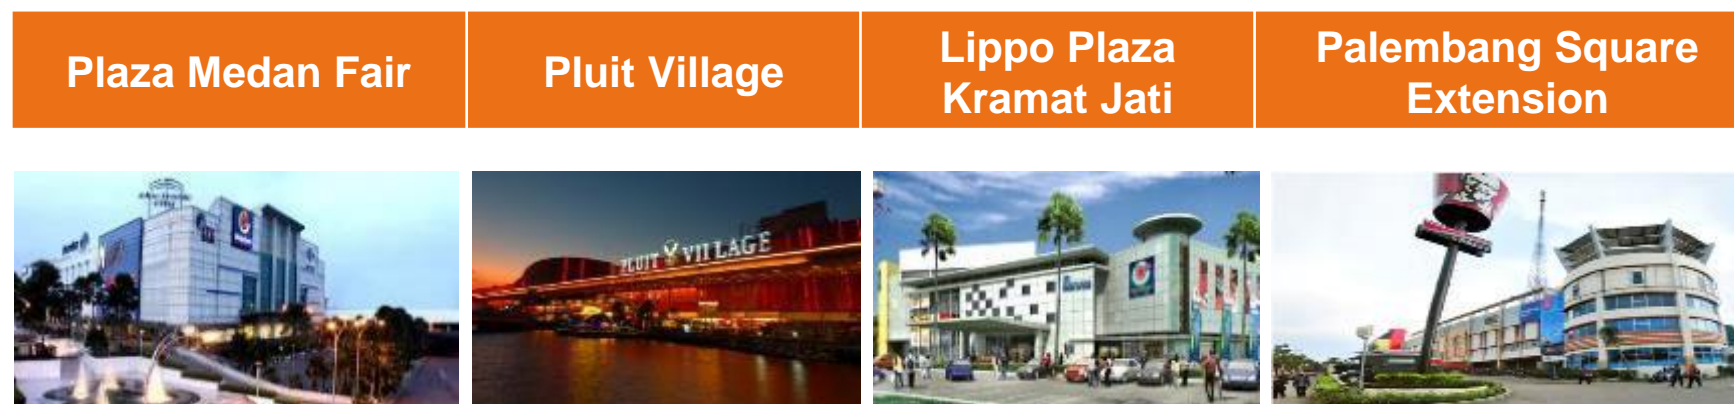 Plaza Medan Fair
Pluit Village
Lippo Plaza
Kramat Jati
Palembang Square
Extension
PLUIT VILLAGE